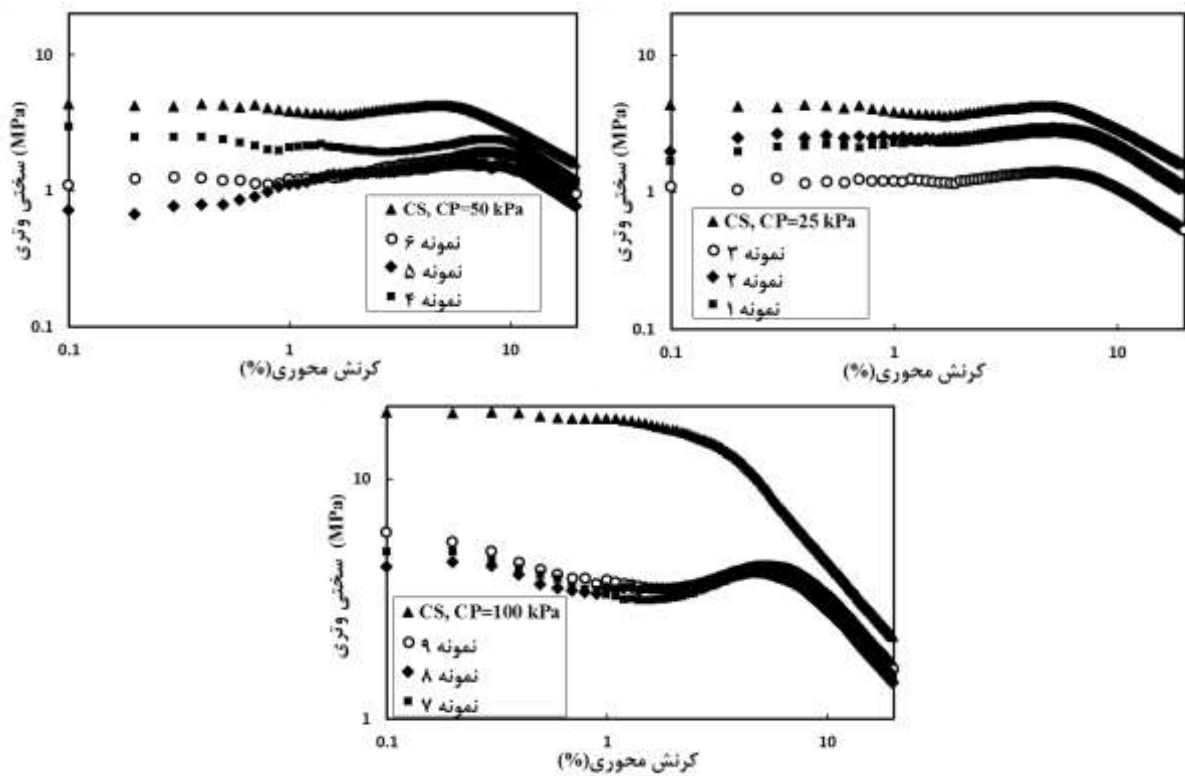 سختی وتری (MPa)
10
1
0.1
▲ CS, CP=50 kPa
○ نمونه ۶
◆ نمونه ۵
■ نمونه ۴
0.1 1 10
کرنش محوری(%)
سختی وتری (MPa)
10
1
0.1
▲ CS, CP=25 kPa
○ نمونه ۳
◆ نمونه ۲
■ نمونه ۱
0.1 1 10
کرنش محوری(%)
سختی وتری (MPa)
10
1
▲ CS, CP=100 kPa
○ نمونه ۹
◆ نمونه ۸
■ نمونه ۷
0.1 1 10
کرنش محوری(%)